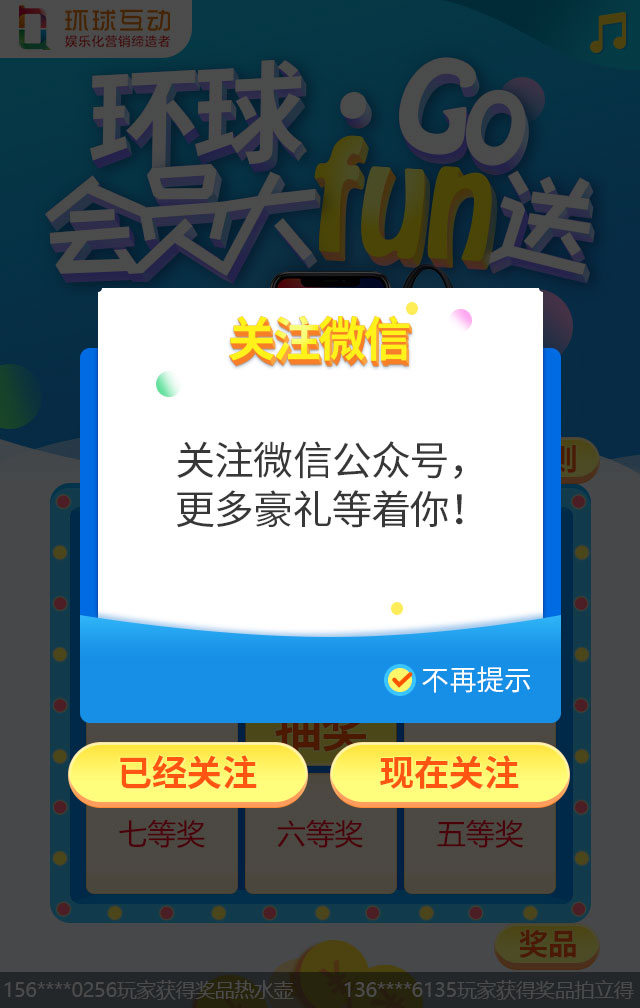 环球互动
娱乐化营销缔造者
环球·Go
会员大fun送
关注微信
关注微信公众号，
更多豪礼等着你！
则
不再提示
抽奖
已经关注 现在关注
七等奖 六等奖 五等奖
奖品
156****0256玩家获得奖品热水壶 136****6135玩家获得奖品拍立得